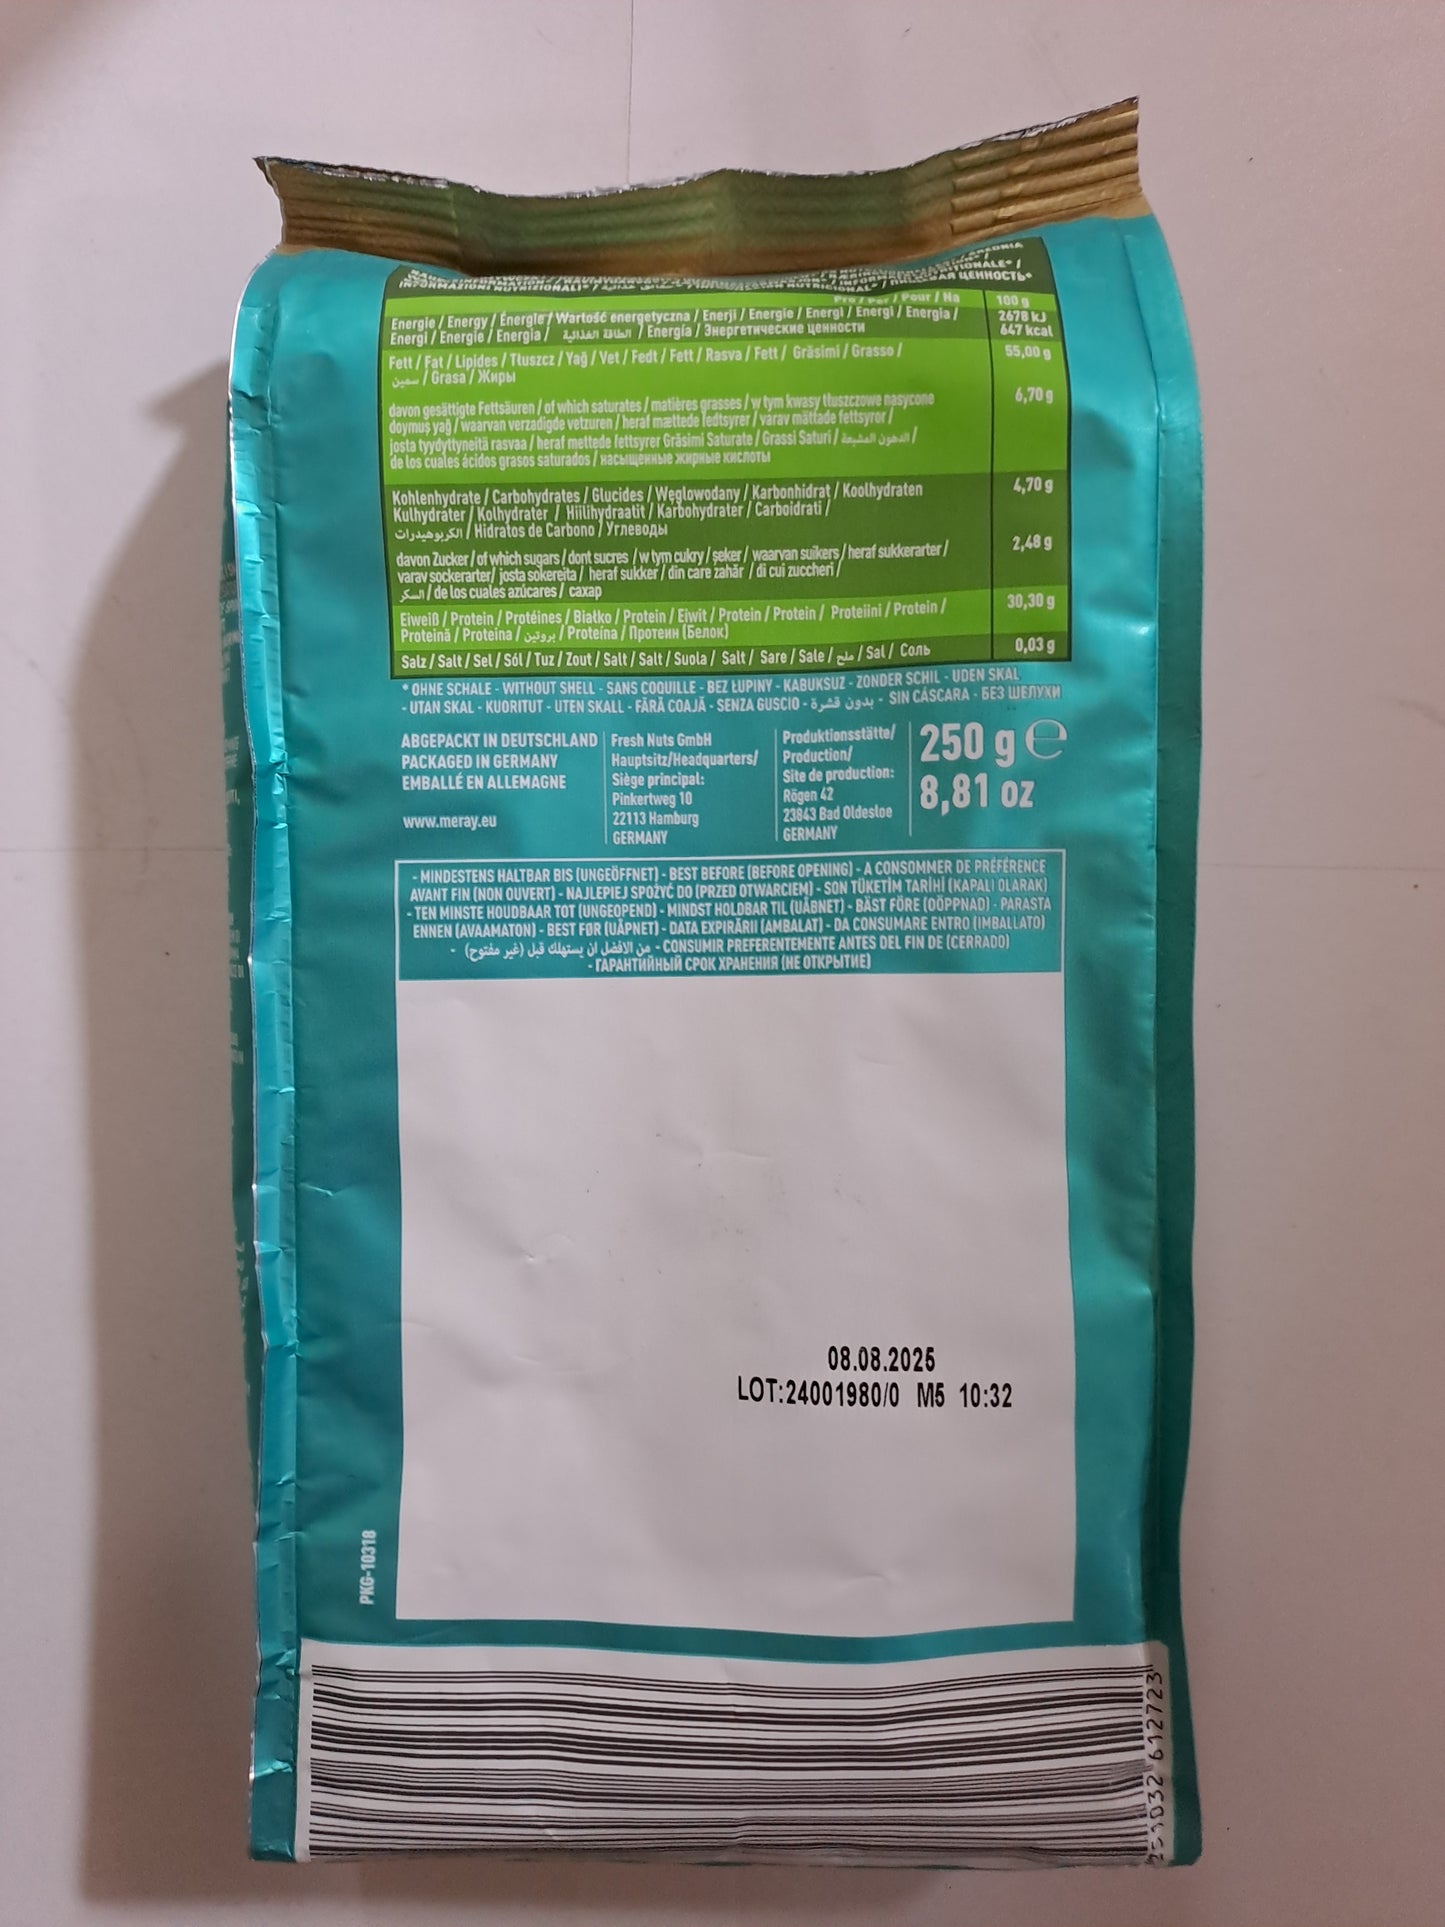 INFORMAZIONI NUTRIZIONALI* /
Pro / Per / Pour / Na
100 g
Energie / Energy / Énergie / Wartość energetyczna / Enerji / Energie / Energi / Energi / Energia /
Energi / Energie / Energia / الطاقة الغذائية / Energía / Энергетические ценности
2678 kJ
647 kcal
Fett / Fat / Lipides / Tłuszcz / Yağ / Vet / Fedt / Fett / Rasva / Fett / Grăsimi / Grasso /
سمين / Grasa / Жиры
55,00 g
davon gesättigte Fettsäuren / of which saturates / matières grasses / w tym kwasy tłuszczowe nasycone
doymuş yağ / waarvan verzadigde vetzuren / heraf mættede fedtsyrer / varav mättade fettsyror /
josta tyydyttyneitä rasvaa / heraf mettede fettsyrer Grăsimi Saturate / Grassi Saturi / الدهون المشبعة /
de los cuales ácidos grasos saturados / насыщенные жирные кислоты
6,70 g
Kohlenhydrate / Carbohydrates / Glucides / Węglowodany / Karbonhidrat / Koolhydraten
Kulhydrater / Kolhydrater / Hiilihydraatit / Karbohydrater / Carboidrati /
الكربوهيدرات / Hidratos de Carbono / Углеводы
4,70 g
davon Zucker / of which sugars / dont sucres / w tym cukry / şeker / waarvan suikers / heraf sukkerarter /
varav sockerarter/ josta sokereita / heraf sukker / din care zahăr / di cui zuccheri /
السكر / de los cuales azúcares / сахар
2,48 g
Eiweiß / Protein / Protéines / Białko / Protein / Eiwit / Protein / Protein / Proteiini / Protein /
Proteină / Proteina / بروتين / Proteína / Протеин (Белок)
30,30 g
Salz / Salt / Sel / Sól / Tuz / Zout / Salt / Salt / Suola / Salt / Sare / Sale / ملح / Sal / Соль
0,03 g
* OHNE SCHALE - WITHOUT SHELL - SANS COQUILLE - BEZ ŁUPINY - KABUKSUZ - ZONDER SCHIL - UDEN SKAL
- UTAN SKAL - KUORITUT - UTEN SKALL - FĂRĂ COAJĂ - SENZA GUSCIO - بدون قشرة - SIN CÁSCARA - БЕЗ ШЕЛУХИ
ABGEPACKT IN DEUTSCHLAND
PACKAGED IN GERMANY
EMBALLÉ EN ALLEMAGNE
www.meray.eu
Fresh Nuts GmbH
Hauptsitz/Headquarters/
Siège principal:
Pinkertweg 10
22113 Hamburg
GERMANY
Produktionsstätte/
Production/
Site de production:
Rögen 42
23843 Bad Oldesloe
GERMANY
250 g e
8,81 oz
- MINDESTENS HALTBAR BIS (UNGEÖFFNET) - BEST BEFORE (BEFORE OPENING) - A CONSOMMER DE PRÉFÉRENCE
AVANT FIN (NON OUVERT) - NAJLEPIEJ SPOŻYĆ DO (PRZED OTWARCIEM) - SON TÜKETİM TARİHİ (KAPALI OLARAK)
- TEN MINSTE HOUDBAAR TOT (UNGEOPEND) - MINDST HOLDBAR TIL (UÅBNET) - BÄST FÖRE (OÖPPNAD) - PARASTA
ENNEN (AVAAMATON) - BEST FØR (UÅPNET) - DATA EXPIRĂRII (AMBALAT) - DA CONSUMARE ENTRO (IMBALLATO)
- من الافضل ان يستهلك قبل (غير مفتوح) - CONSUMIR PREFERENTEMENTE ANTES DEL FIN DE (CERRADO)
- ГАРАНТИЙНЫЙ СРОК ХРАНЕНИЯ (НЕ ОТКРЫТИЕ)
08.08.2025
LOT:24001980/0 M5 10:32
PKG-10318
251032 612723